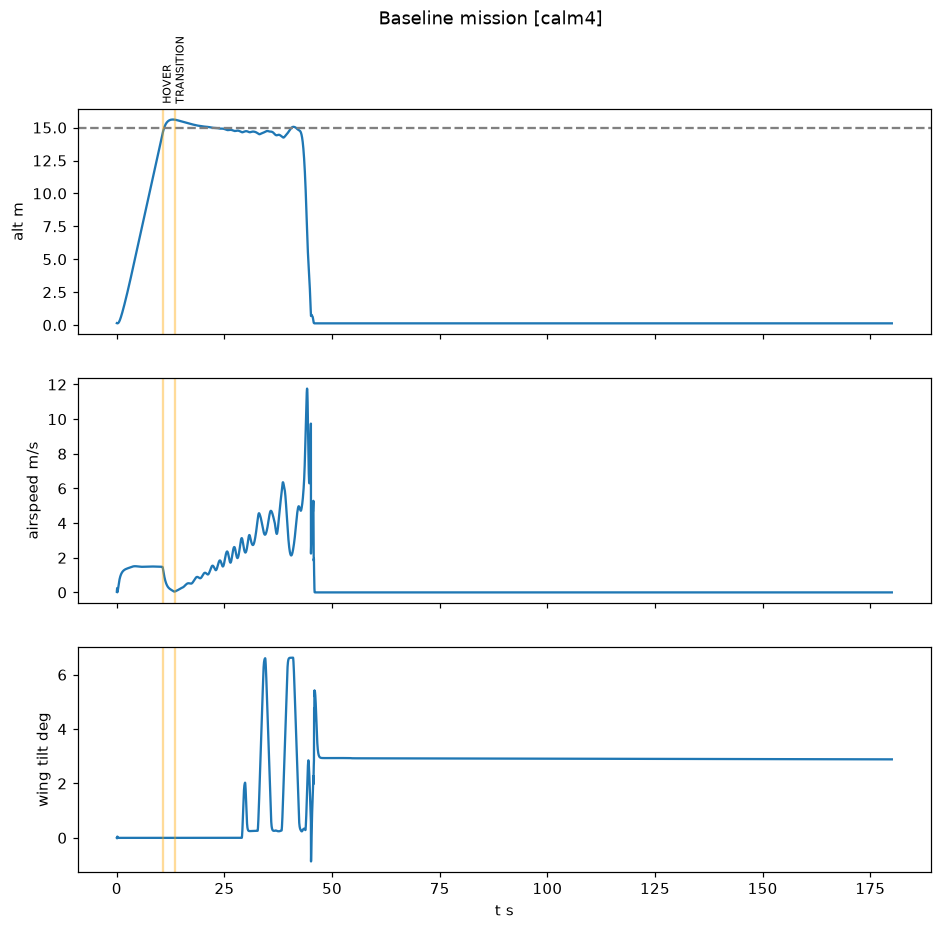 Baseline mission [calm4]
HOVER
TRANSITION
15.0
12.5
10.0
7.5
5.0
2.5
0.0
alt m
12
10
8
6
4
2
0
airspeed m/s
6
4
2
0
wing tilt deg
0 25 50 75 100 125 150 175
t s